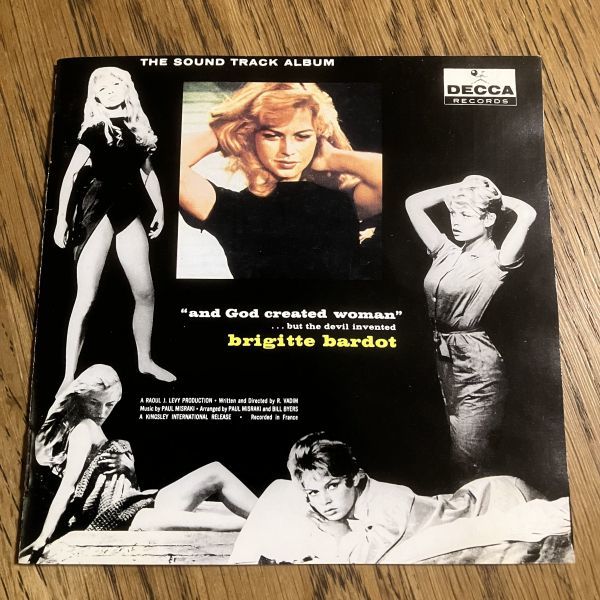 THE SOUND TRACK ALBUM
DECCA
RECORDS
"and God created woman"
...but the devil invented
brigitte bardot
A RAOUL J. LEVY PRODUCTION • Written and Directed by R. VADIM
Music by PAUL MISRAKI • Arranged by PAUL MISRAKI and BILL BYERS
A KINGSLEY INTERNATIONAL RELEASE • Recorded in France